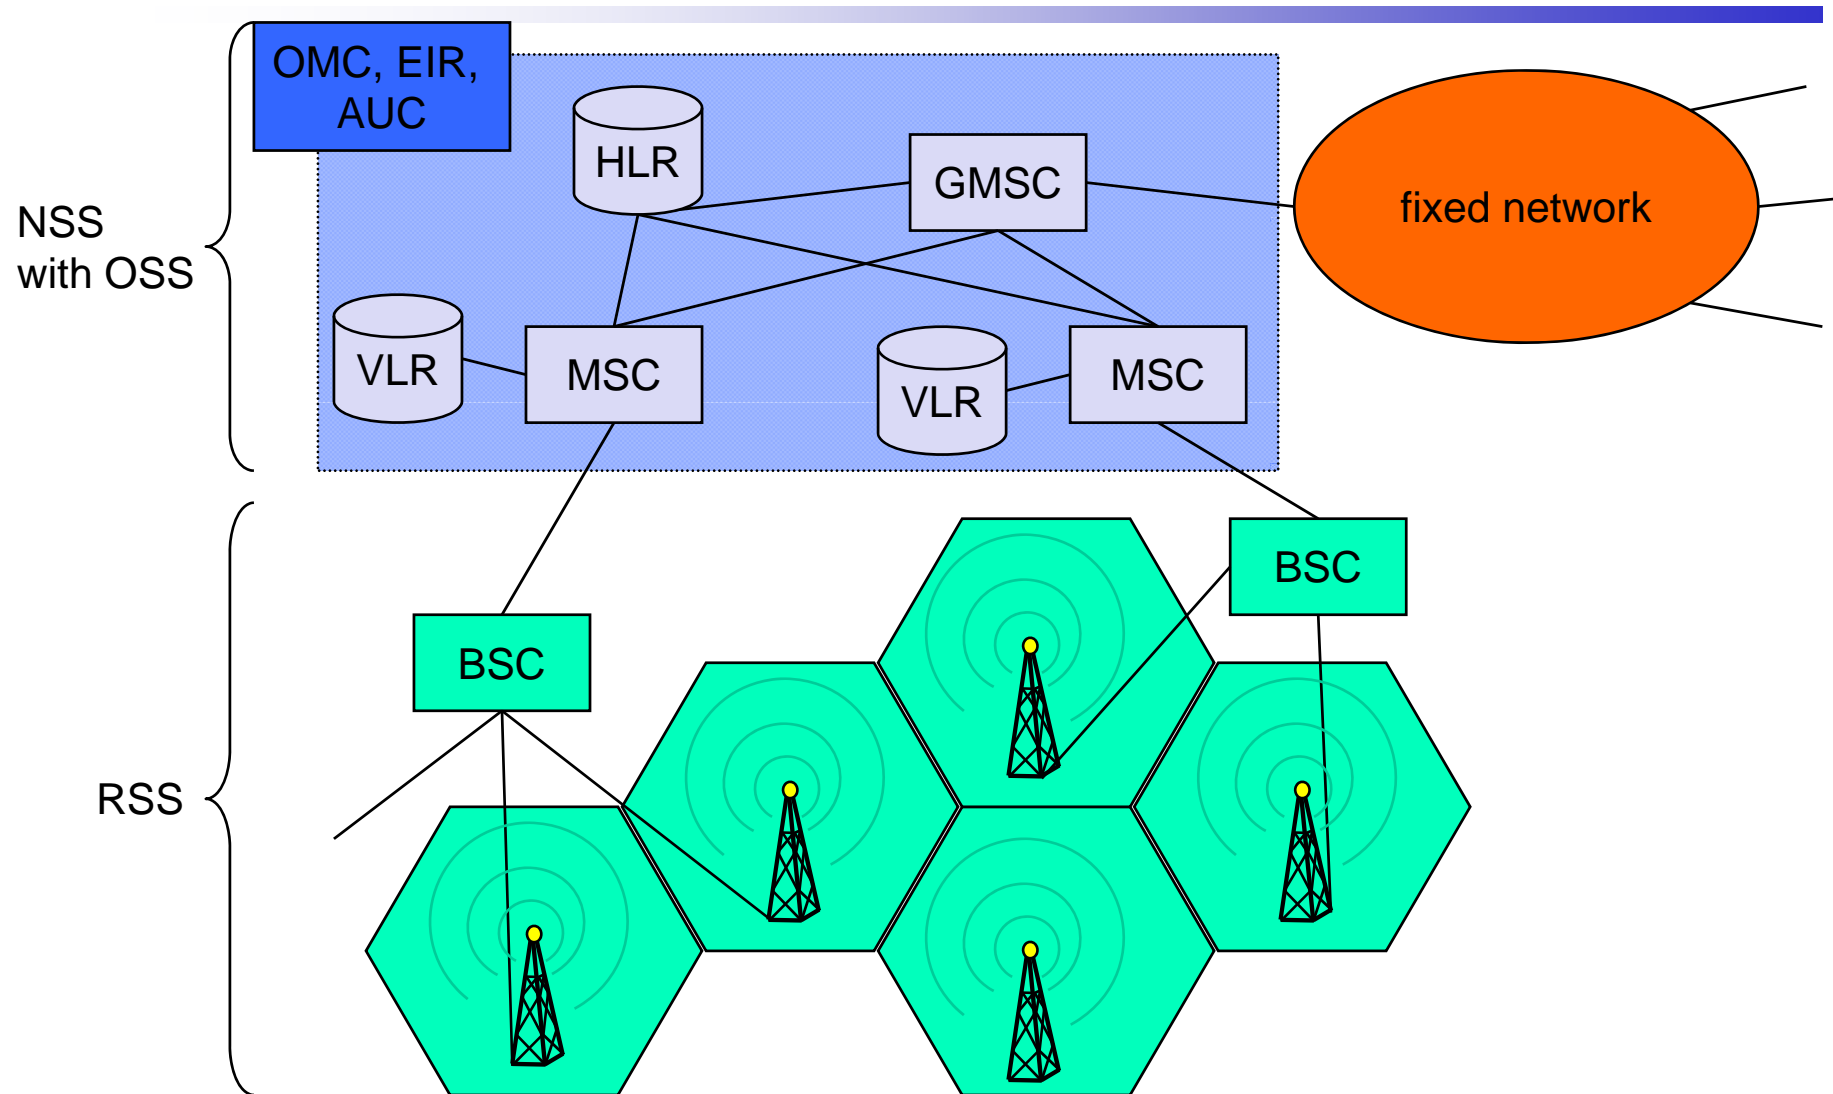 OMC, EIR,
AUC
HLR
GMSC
fixed network
NSS
with OSS
VLR
MSC
VLR
MSC
BSC
BSC
RSS